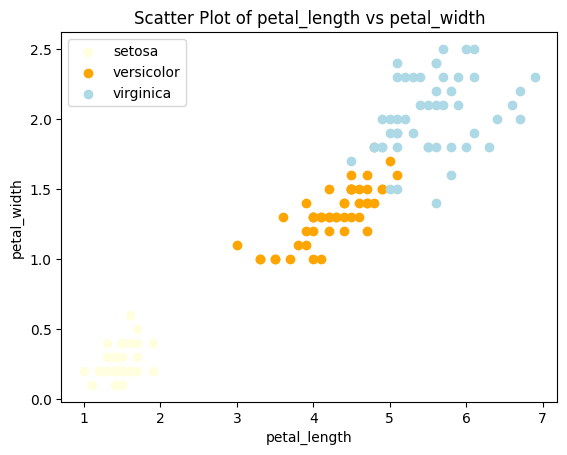 Scatter Plot of petal_length vs petal_width
setosa
versicolor
virginica
petal_width
2.5
2.0
1.5
1.0
0.5
0.0
1 2 3 4 5 6 7
petal_length